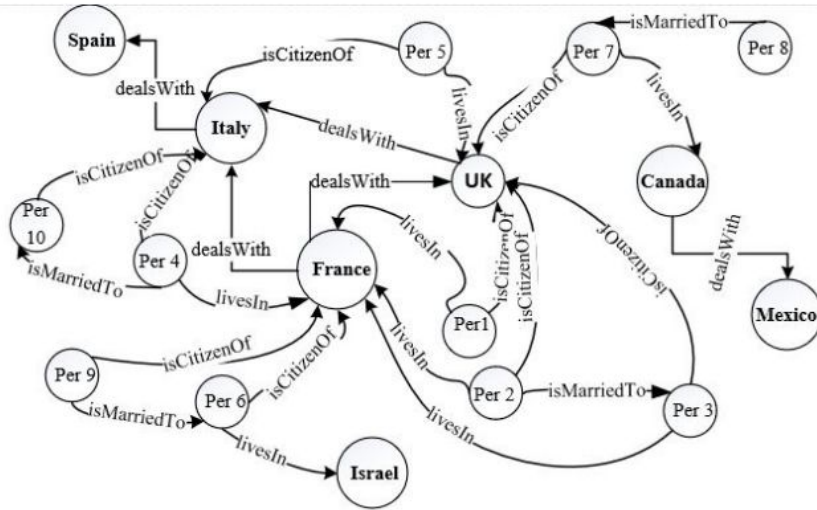 Spain
isCitizenOf
Per 5
isMarriedTo
Per 7
Per 8
dealsWith
livesIn
isCitizenOf
livesIn
Italy
dealsWith
isCitizenOf
isCitizenOf
dealsWith
UK
Canada
Per
10
dealsWith
livesIn
isCitizenOf
isCitizenOf
isCitizenOf
dealsWith
Per 4
isMarriedTo
livesIn
France
Per1
Mexico
isCitizenOf
isCitizenOf
livesIn
Per 9
isMarriedTo
Per 6
Per 2
isMarriedTo
Per 3
livesIn
livesIn
Israel